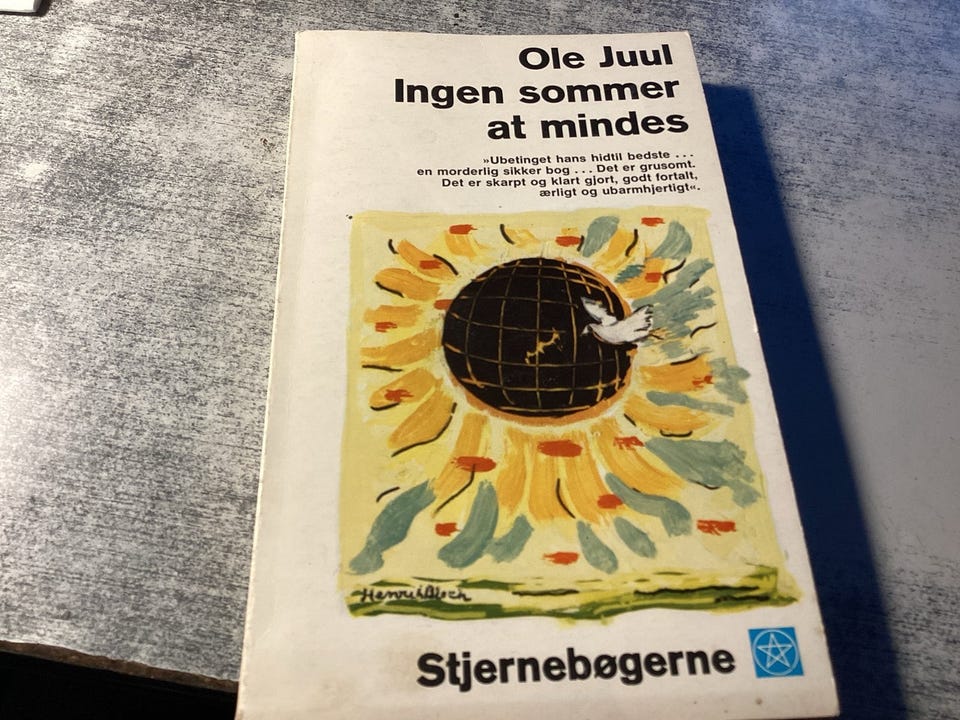 Ole Juul
Ingen sommer
at mindes
»Ubetinget hans hidtil bedste . . .
en morderlig sikker bog . . . Det er grusomt.
Det er skarpt og klart gjort, godt fortalt,
ærligt og ubarmhjertigt«.
Henrik Bloch
Stjernebøgerne